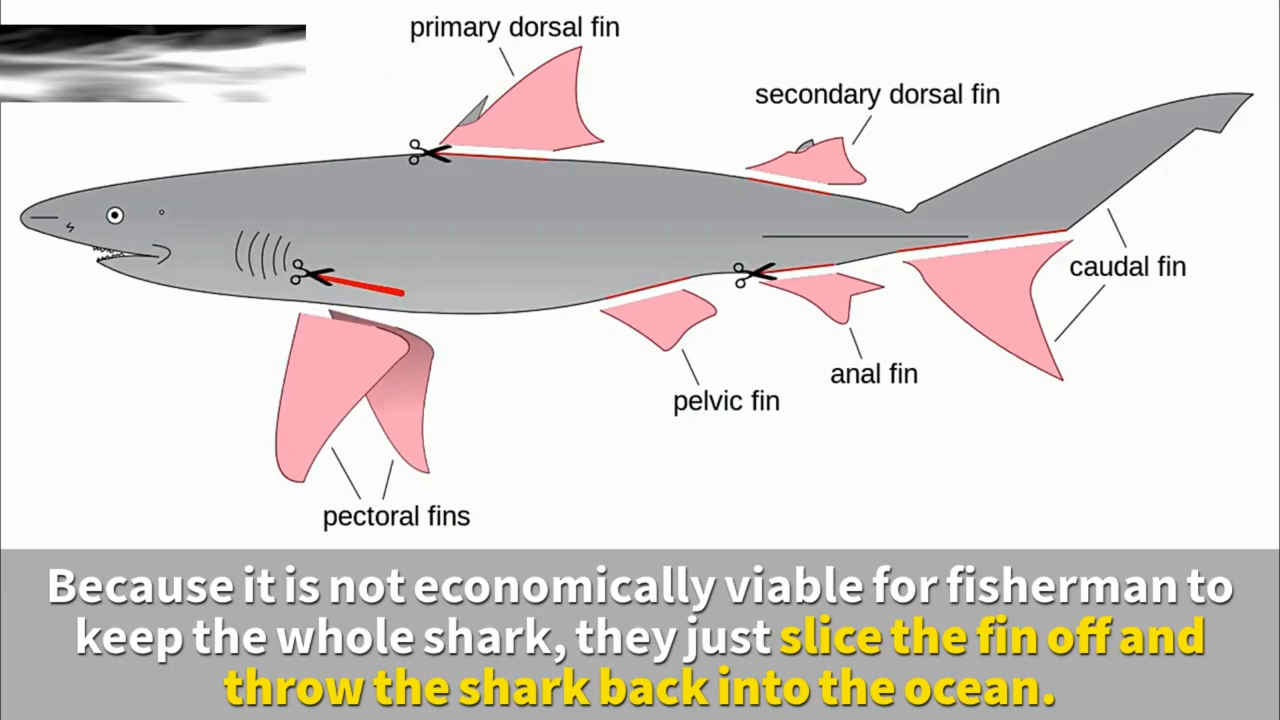 primary dorsal fin
secondary dorsal fin
caudal fin
anal fin
pelvic fin
pectoral fins
Because it is not economically viable for fisherman to
keep the whole shark, they just slice the fin off and
throw the shark back into the ocean.